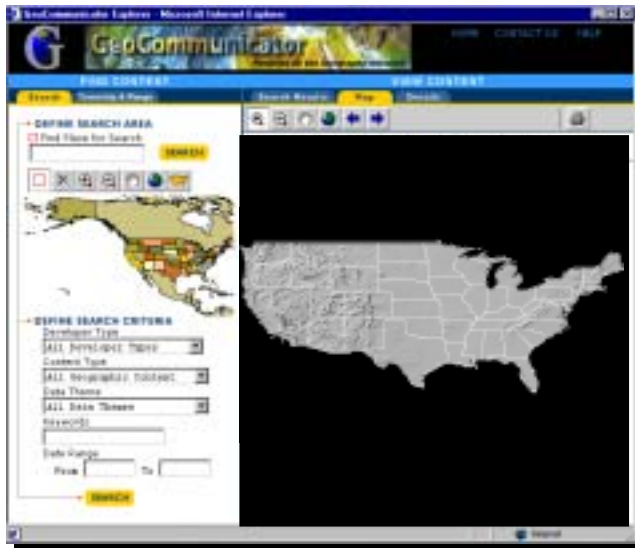 GeoCommunicator Explorer - Microsoft Internet Explorer
G
GeoCommunicator
HOME CONTACT US HELP
FIND CONTENT
VIEW CONTENT
Search Township & Range
Search Results Map Details
DEFINE SEARCH AREA
Find Place for Search
SEARCH
DEFINE SEARCH CRITERIA
Developer Type
All Developer Types
Content Type
All Geographic Content
Data Theme
All Data Themes
Keywords
Date Range
From To
SEARCH
Internet